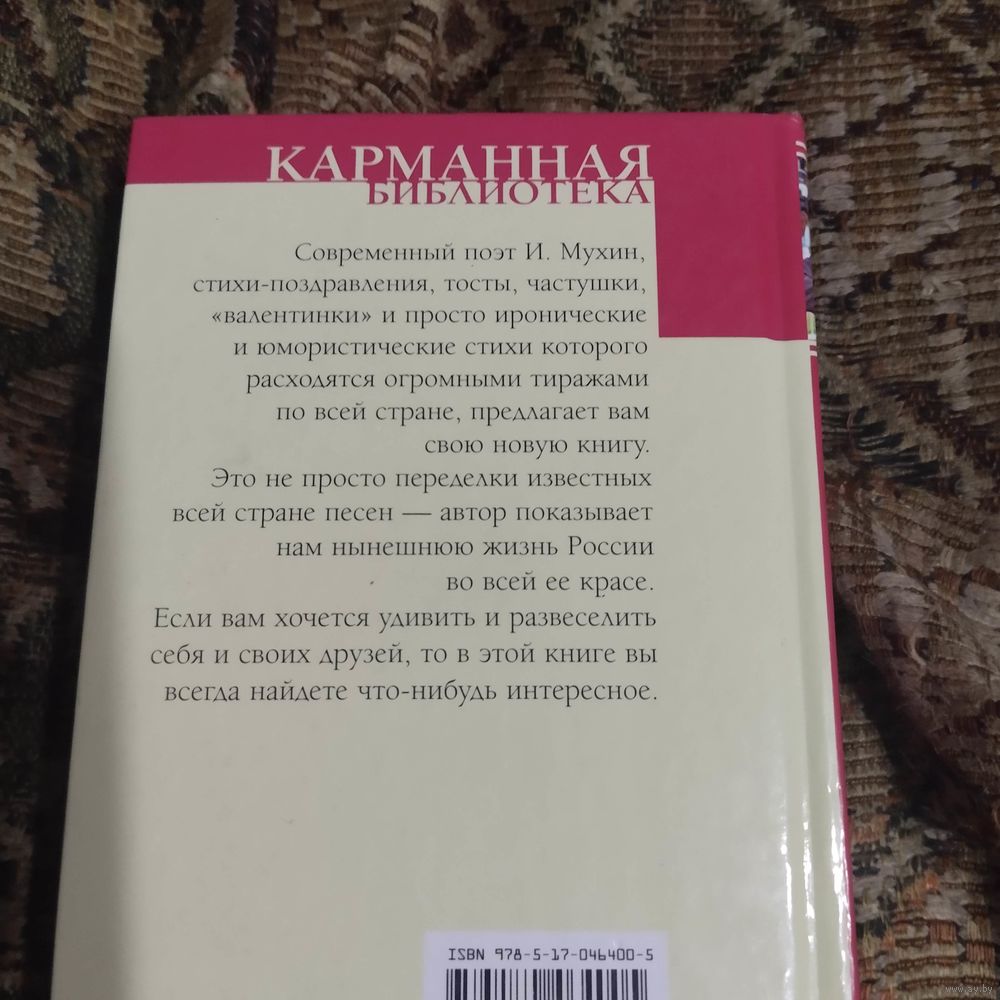 КАРМАННАЯ
БИБЛИОТЕКА
Современный поэт И. Мухин,
стихи-поздравления, тосты, частушки,
«валентинки» и просто иронические
и юмористические стихи которого
расходятся огромными тиражами
по всей стране, предлагает вам
свою новую книгу.
Это не просто переделки известных
всей стране песен — автор показывает
нам нынешнюю жизнь России
во всей ее красе.
Если вам хочется удивить и развеселить
себя и своих друзей, то в этой книге вы
всегда найдете что-нибудь интересное.
ISBN 978-5-17-046400-5
www.ay.by